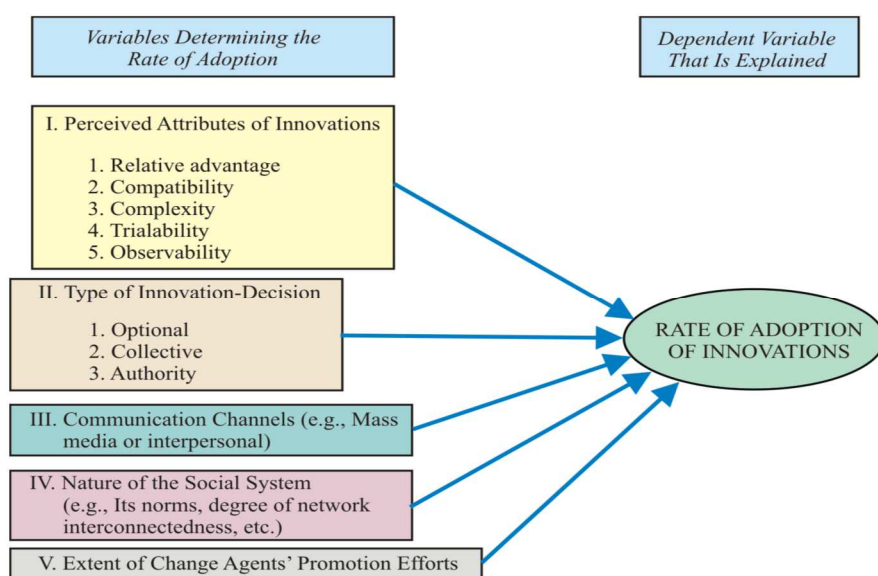 Variables Determining the
Rate of Adoption
Dependent Variable
That Is Explained
I. Perceived Attributes of Innovations
1. Relative advantage
2. Compatibility
3. Complexity
4. Trialability
5. Observability
II. Type of Innovation-Decision
1. Optional
2. Collective
3. Authority
RATE OF ADOPTION
OF INNOVATIONS
III. Communication Channels (e.g., Mass
media or interpersonal)
IV. Nature of the Social System
(e.g., Its norms, degree of network
interconnectedness, etc.)
V. Extent of Change Agents' Promotion Efforts